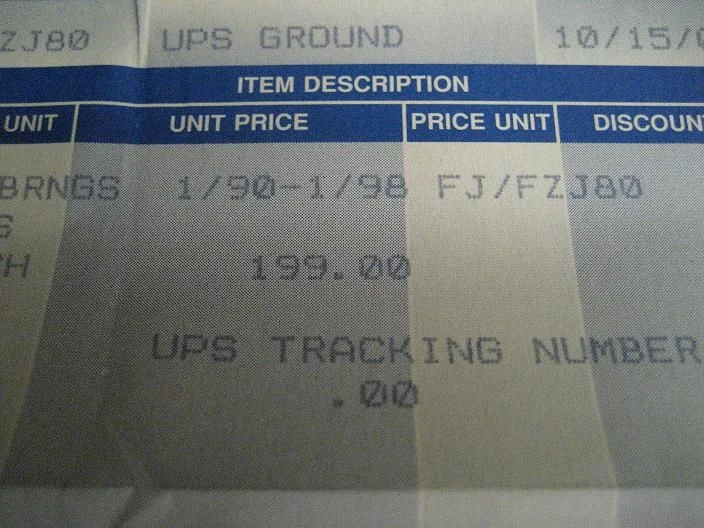 ZJ80 UPS GROUND 10/15/0
ITEM DESCRIPTION
UNIT UNIT PRICE PRICE UNIT DISCOUN
BRNGS 1/90-1/98 FJ/FZJ80
S
H 199.00
UPS TRACKING NUMBER
.00